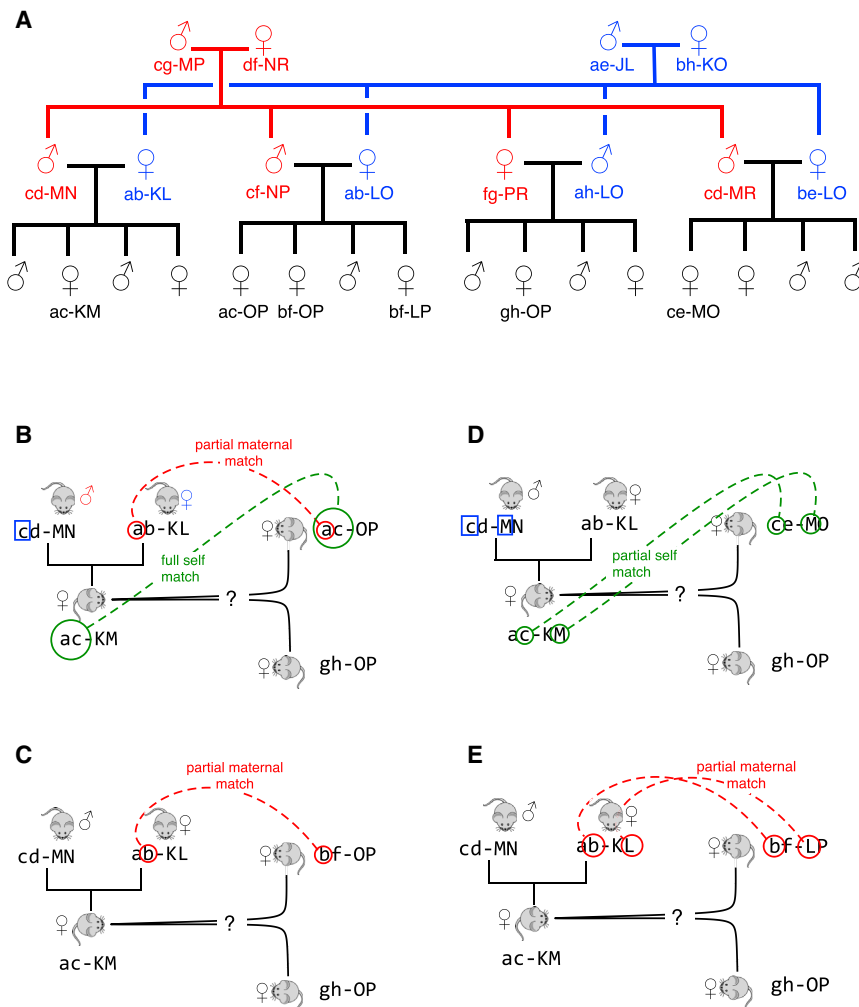 A
cg-MP df-NR ae-JL bh-KO
cd-MN ab-KL cf-NP ab-LO fg-PR ah-LO cd-MR be-LO
ac-KM ac-OP bf-OP bf-LP gh-OP ce-MO
B
partial maternal
match
cd-MN ab-KL ac-OP
full self
match
?
ac-KM
gh-OP
D
cd-MN ab-KL ce-MO
partial self
match
?
ac-KM
gh-OP
C
partial maternal
match
cd-MN ab-KL bf-OP
?
ac-KM
gh-OP
E
partial maternal
match
cd-MN ab-KL bf-LP
?
ac-KM
gh-OP